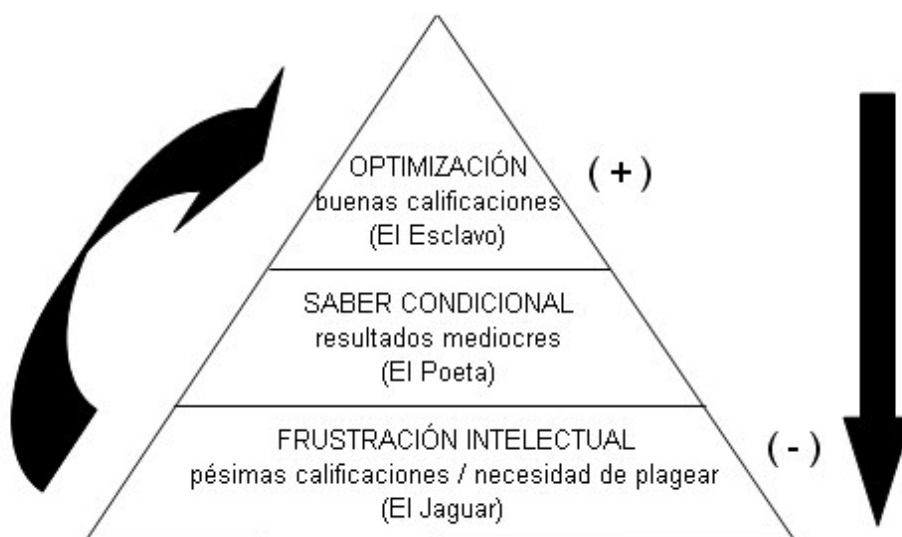 OPTIMIZACIÓN
(+)
buenas calificaciones
(El Esclavo)
SABER CONDICIONAL
resultados mediocres
(El Poeta)
FRUSTRACIÓN INTELECTUAL
(-)
pésimas calificaciones / necesidad de plagear
(El Jaguar)